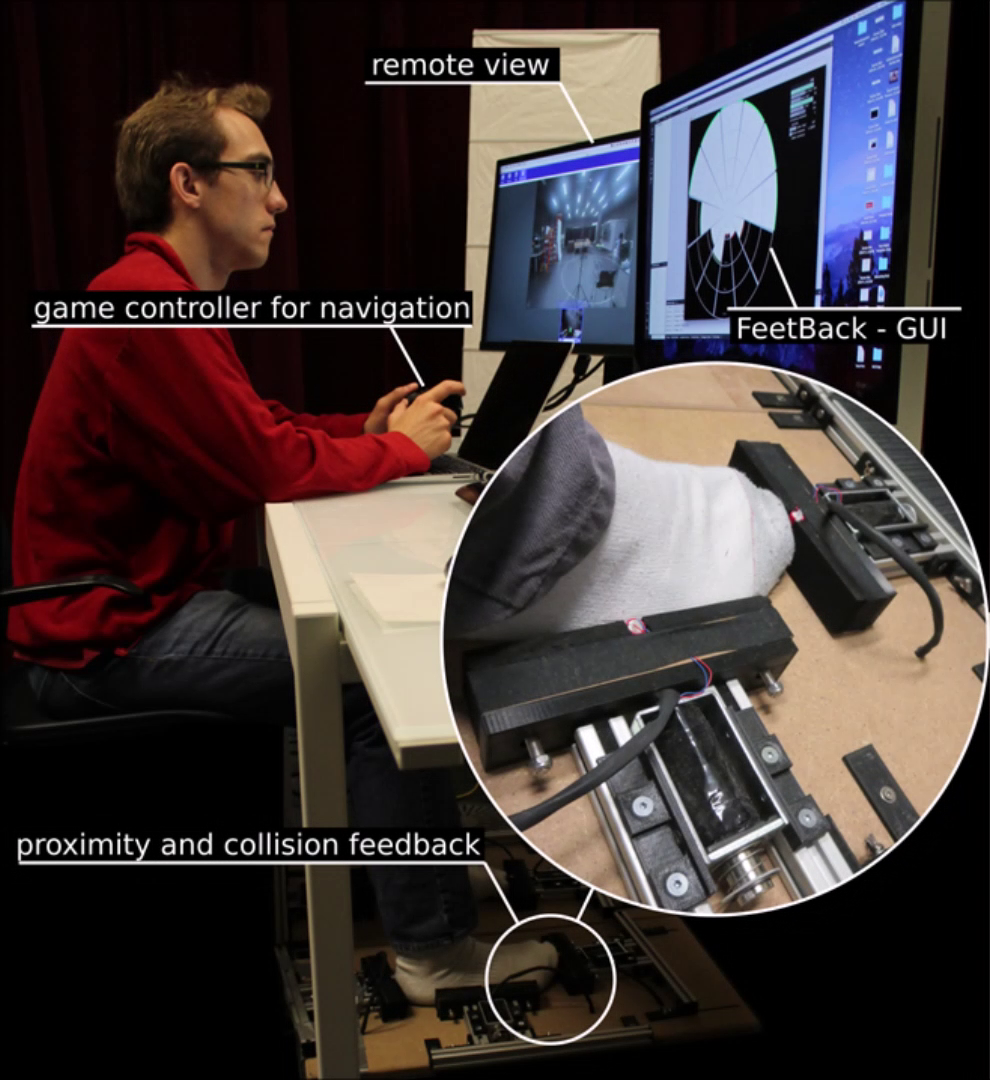 remote view
game controller for navigation
FeetBack - GUI
proximity and collision feedback